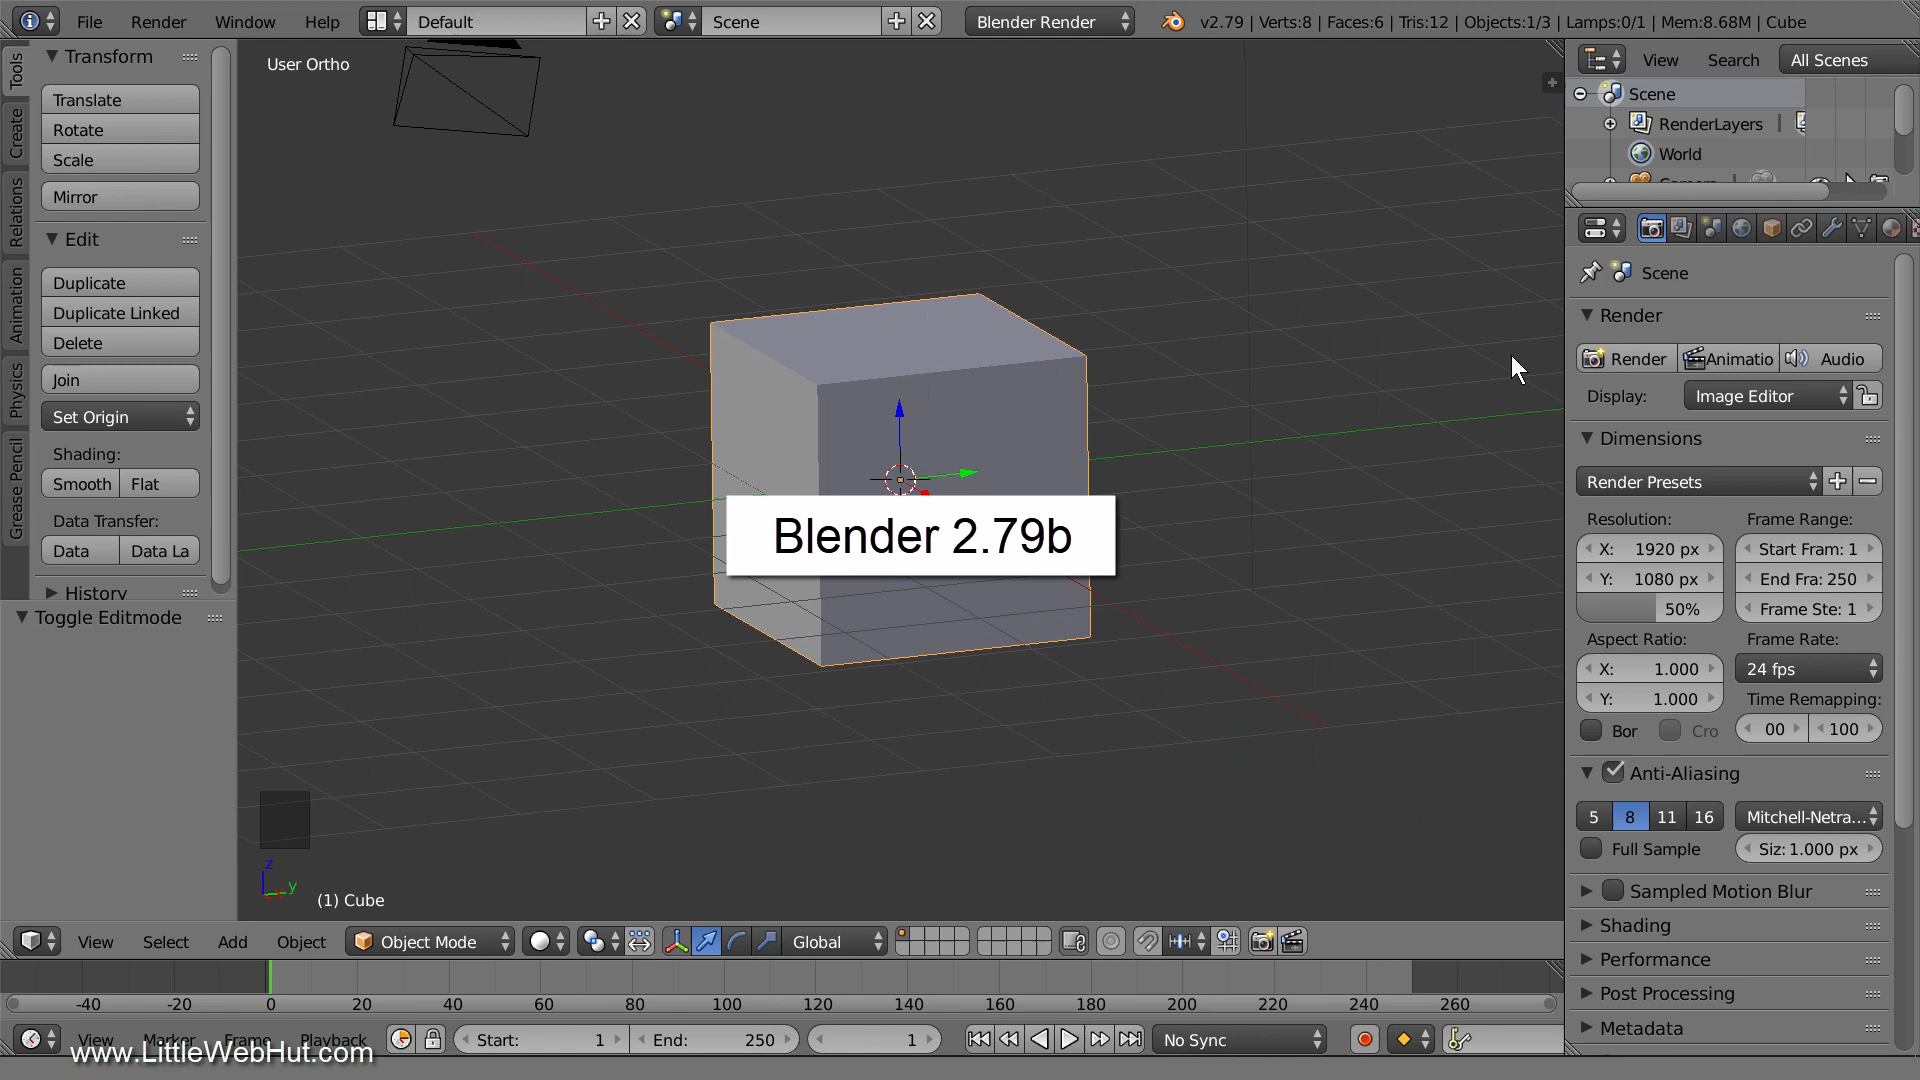 File Render Window Help Default Scene Blender Render v2.79 | Verts:8 | Faces:6 | Tris:12 | Objects:1/3 | Lamps:0/1 | Mem:8.68M | Cube
Tools
Create
Relations
Animation
Physics
Grease Pencil
Transform
Translate
Rotate
Scale
Mirror
Edit
Duplicate
Duplicate Linked
Delete
Join
Set Origin
Shading:
Smooth Flat
Data Transfer:
Data Data La
History
Toggle Editmode
User Ortho
Blender 2.79b
z
y
(1) Cube
View Search All Scenes
Scene
RenderLayers
World
Scene
Render
Render Animatio Audio
Display: Image Editor
Dimensions
Render Presets
Resolution: Frame Range:
X: 1920 px Start Fram: 1
Y: 1080 px End Fra: 250
50% Frame Ste: 1
Aspect Ratio: Frame Rate:
X: 1.000 24 fps
Y: 1.000 Time Remapping:
Bor Cro 00 100
Anti-Aliasing
5 8 11 16 Mitchell-Netra...
Full Sample Siz: 1.000 px
Sampled Motion Blur
Shading
Performance
Post Processing
Metadata
View Select Add Object Object Mode Global
-40 -20 0 20 40 60 80 100 120 140 160 180 200 220 240 260
View Marker Frame Playback Start: 1 End: 250 1 No Sync
www.LittleWebHut.com